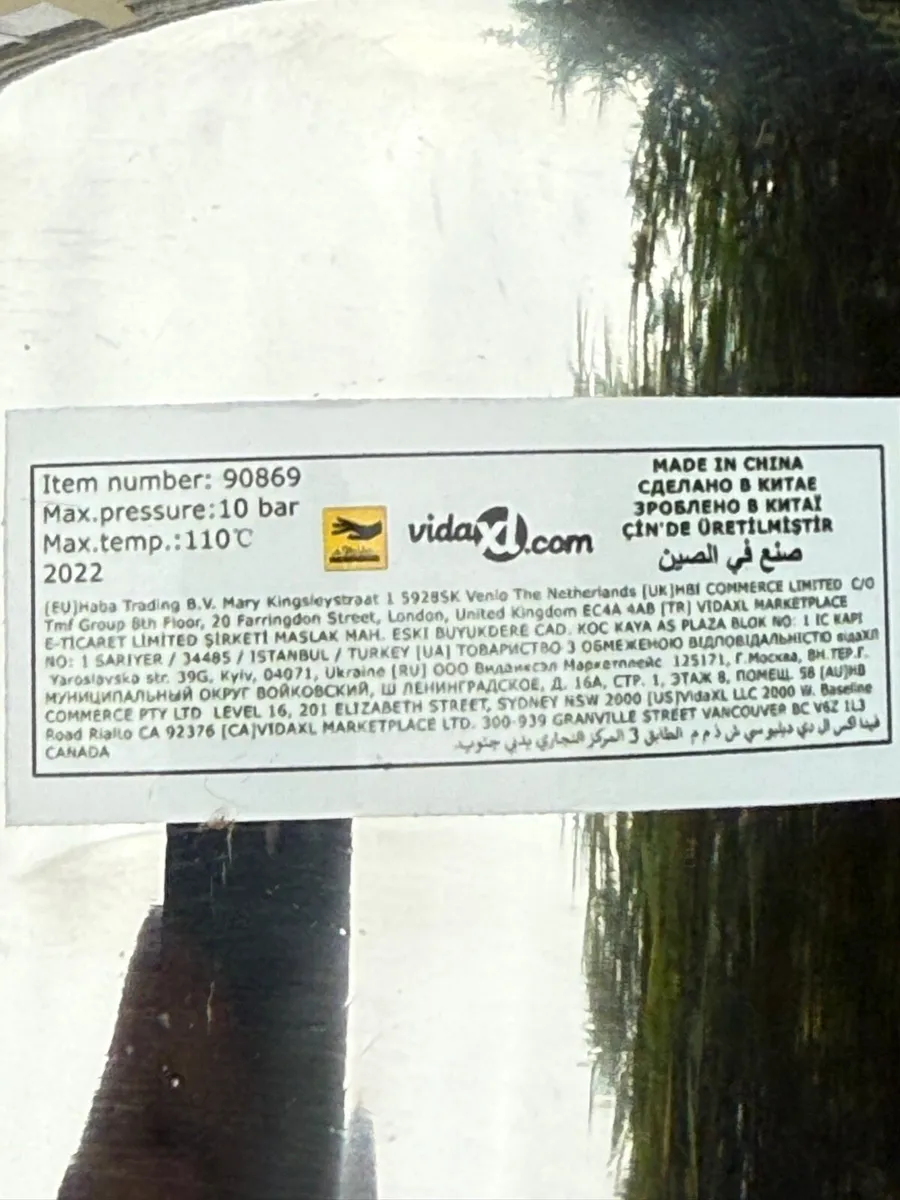 Item number: 90869
Max.pressure:10 bar
Max.temp.:110℃
2022
vidaXL.com
MADE IN CHINA
СДЕЛАНО В КИТАЕ
ЗРОБЛЕНО В КИТАЇ
ÇİN'DE ÜRETİLMİŞTİR
صنع في الصين
[EU]Haba Trading B.V. Mary Kingsleystraat 1 5928SK Venlo The Netherlands [UK]HBI COMMERCE LIMITED C/O
Tmf Group 8th Floor, 20 Farringdon Street, London, United Kingdom EC4A 4AB [TR] VIDAXL MARKETPLACE
E-TİCARET LİMİTED ŞİRKETİ MASLAK MAH. ESKI BUYUKDERE CAD. KOC KAYA AS PLAZA BLOK NO: 1 IC KAPI
NO: 1 SARIYER / 34485 / ISTANBUL / TURKEY [UA] ТОВАРИСТВО З ОБМЕЖЕНОЮ ВІДПОВІДАЛЬНІСТЮ
Yaroslavska str. 39G, Kyiv, 04071, Ukraine [RU] ООО Маркетплейс 125171, Г.Москва, ВН.ТЕР.Г.
МУНИЦИПАЛЬНЫЙ ОКРУГ ВОЙКОВСКИЙ, Ш ЛЕНИНГРАДСКОЕ, Д. 16А, СТР. 1, ЭТАЖ 8, ПОМЕЩ. 58 [AU]HB
COMMERCE PTY LTD LEVEL 16, 201 ELIZABETH STREET, SYDNEY NSW 2000 [US]VidaXL LLC 2000 W. Baseline
Road Rialto CA 92376 [CA]VIDAXL MARKETPLACE LTD. 300-939 GRANVILLE STREET VANCOUVER BC V6Z 1L3
CANADA